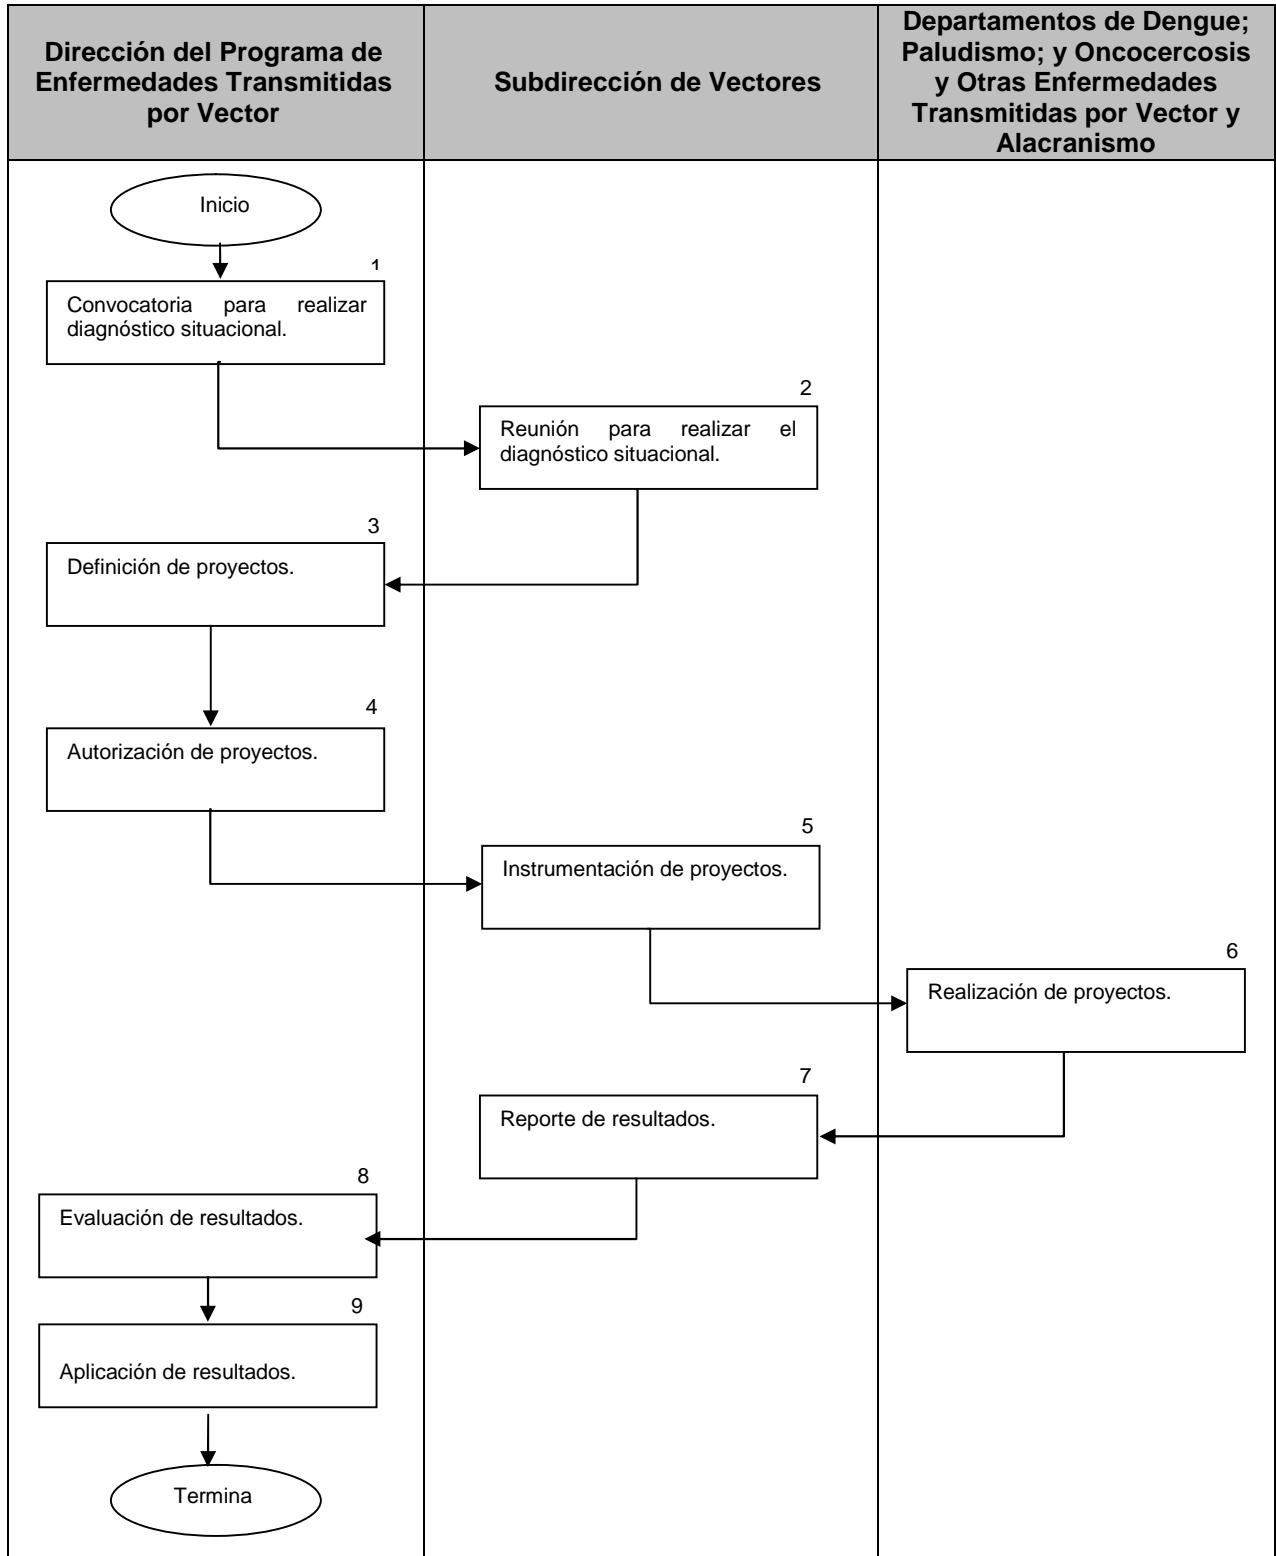 Dirección del Programa de
Enfermedades Transmitidas
por Vector
Subdirección de Vectores
Departamentos de Dengue;
Paludismo; y Oncocercosis
y Otras Enfermedades
Transmitidas por Vector y
Alacranismo
Inicio
1
Convocatoria para realizar
diagnóstico situacional.
2
Reunión para realizar el
diagnóstico situacional.
3
Definición de proyectos.
4
Autorización de proyectos.
5
Instrumentación de proyectos.
6
Realización de proyectos.
7
Reporte de resultados.
8
Evaluación de resultados.
9
Aplicación de resultados.
Termina